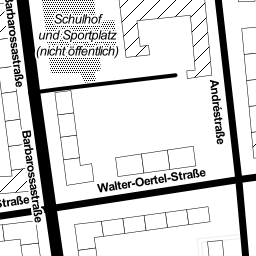 Barbarossastraße
Schulhof
und Sportplatz
(nicht öffentlich)
Andréstraße
Barbarossastraße
Walter-Oertel-Straße
Straße